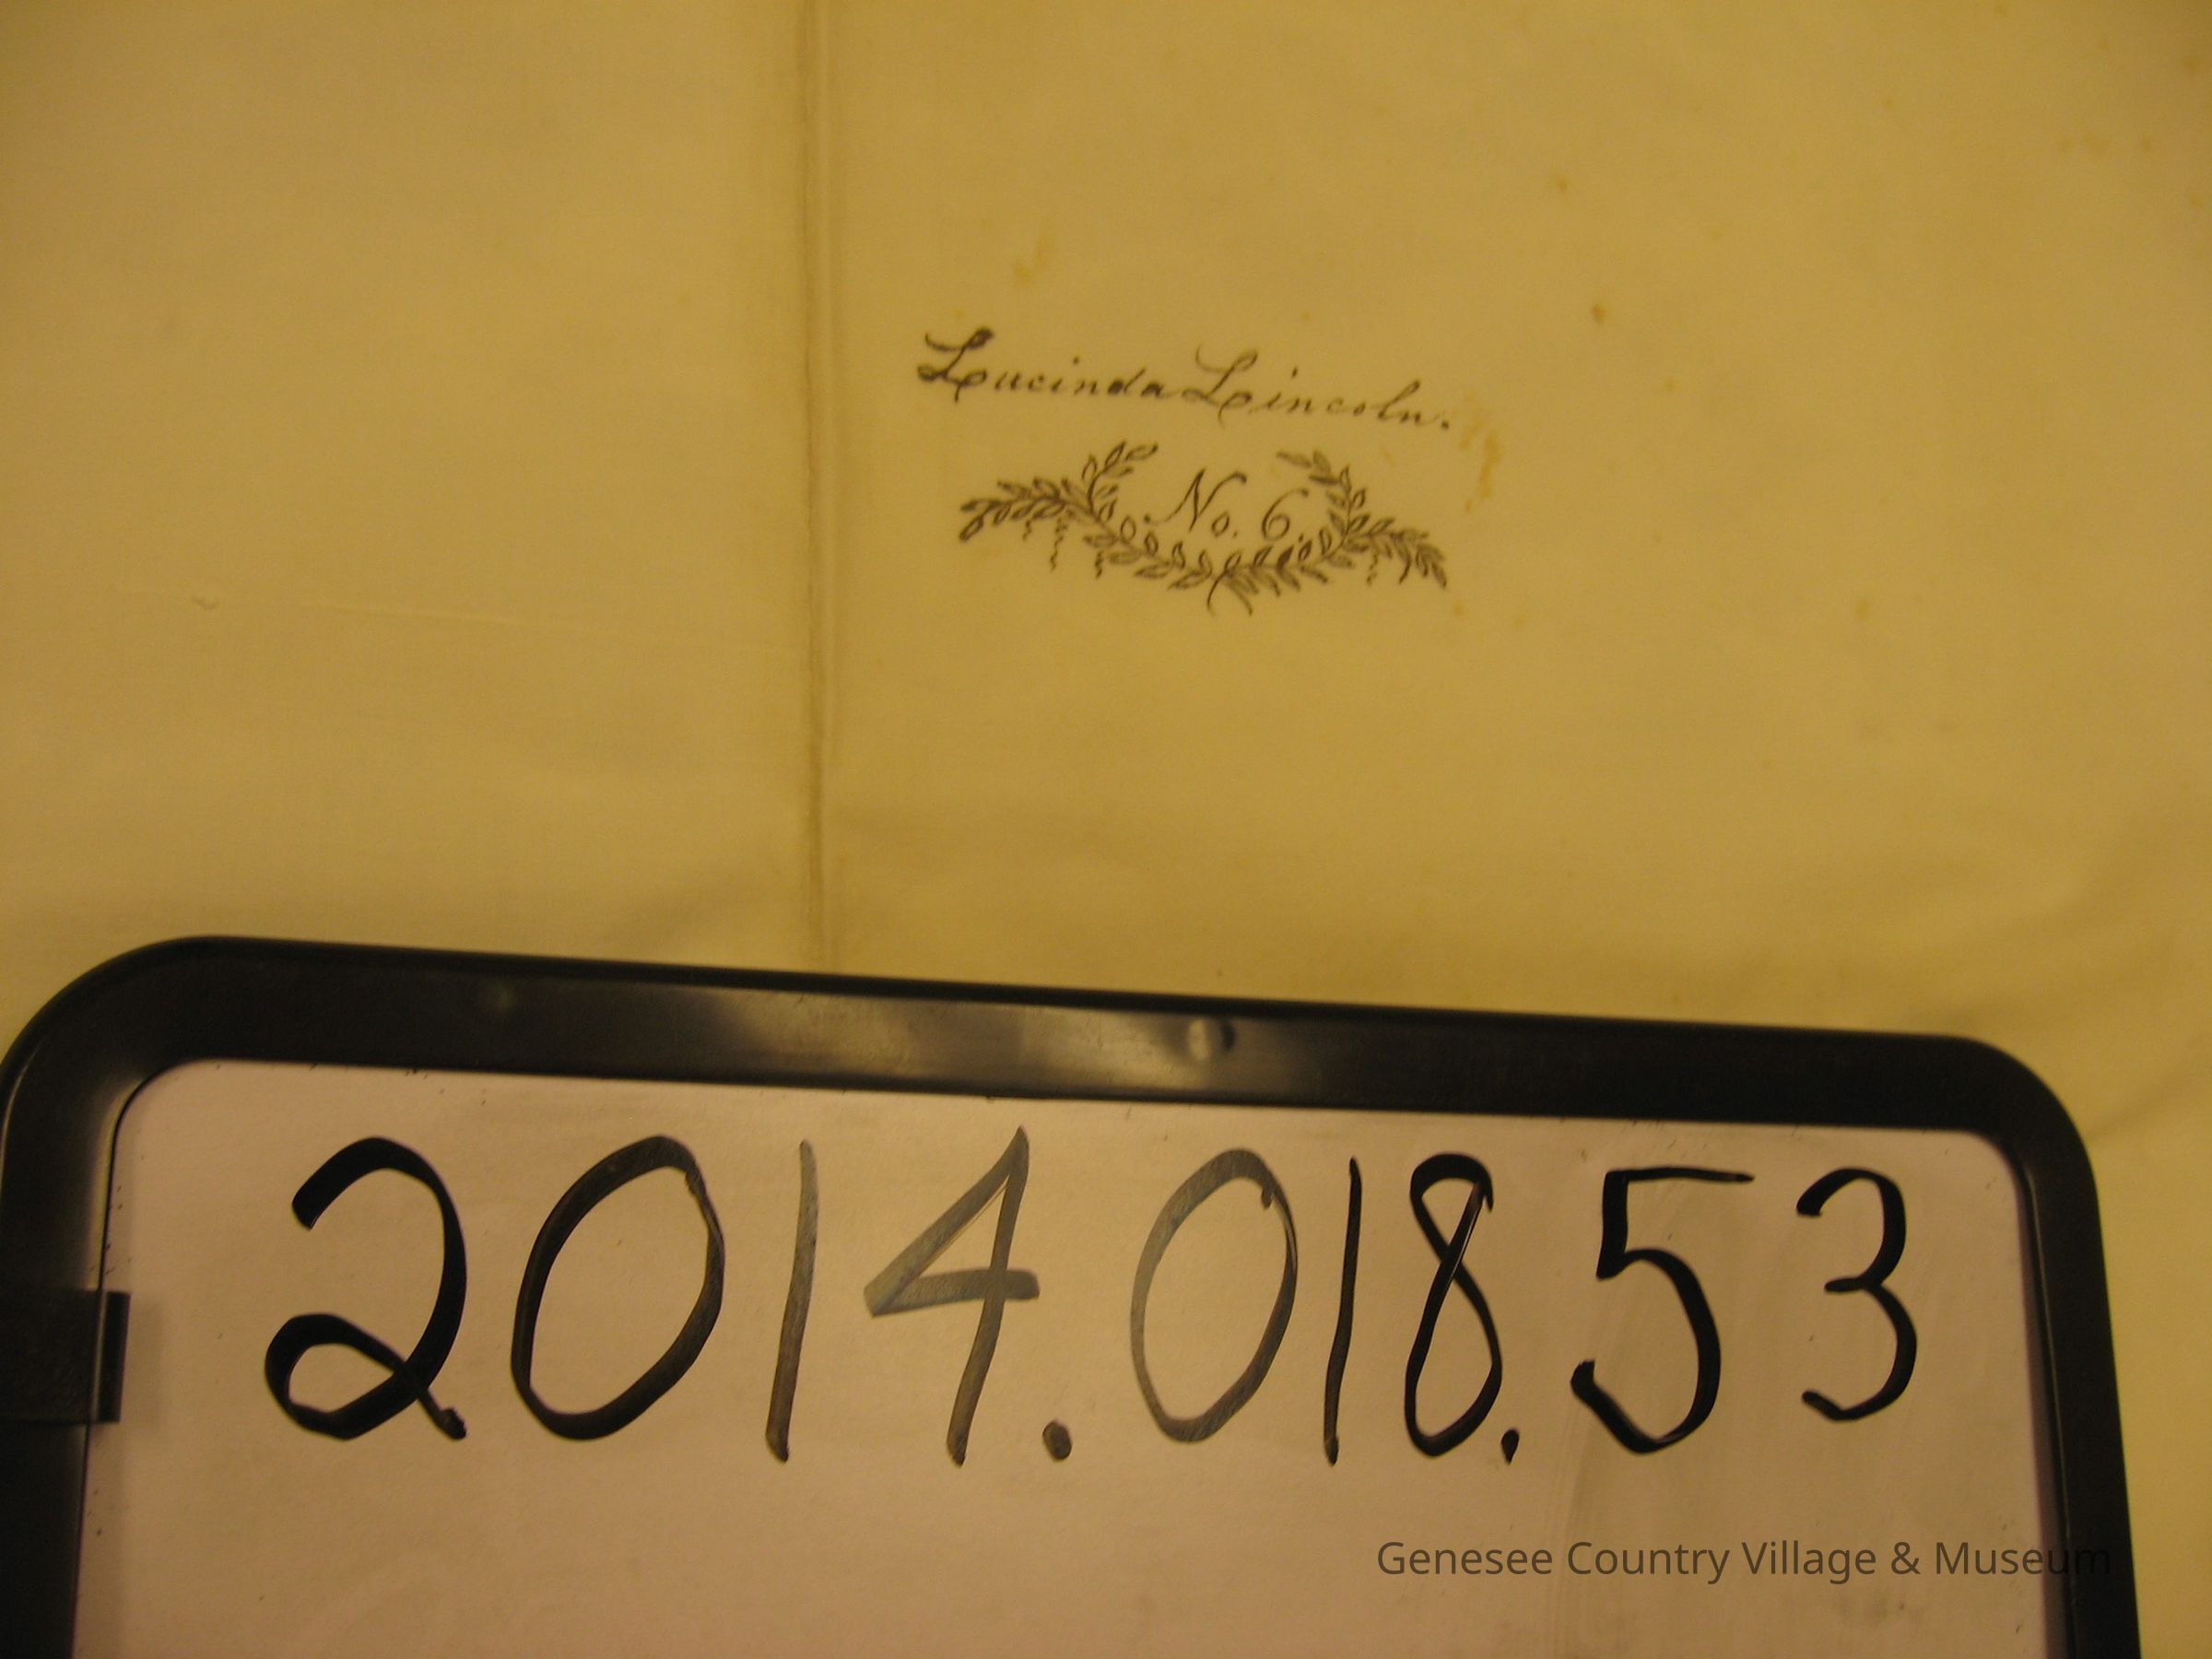 Lucinda Lincoln.
No. 6.
2014.018.53
Genesee Country Village & Museum